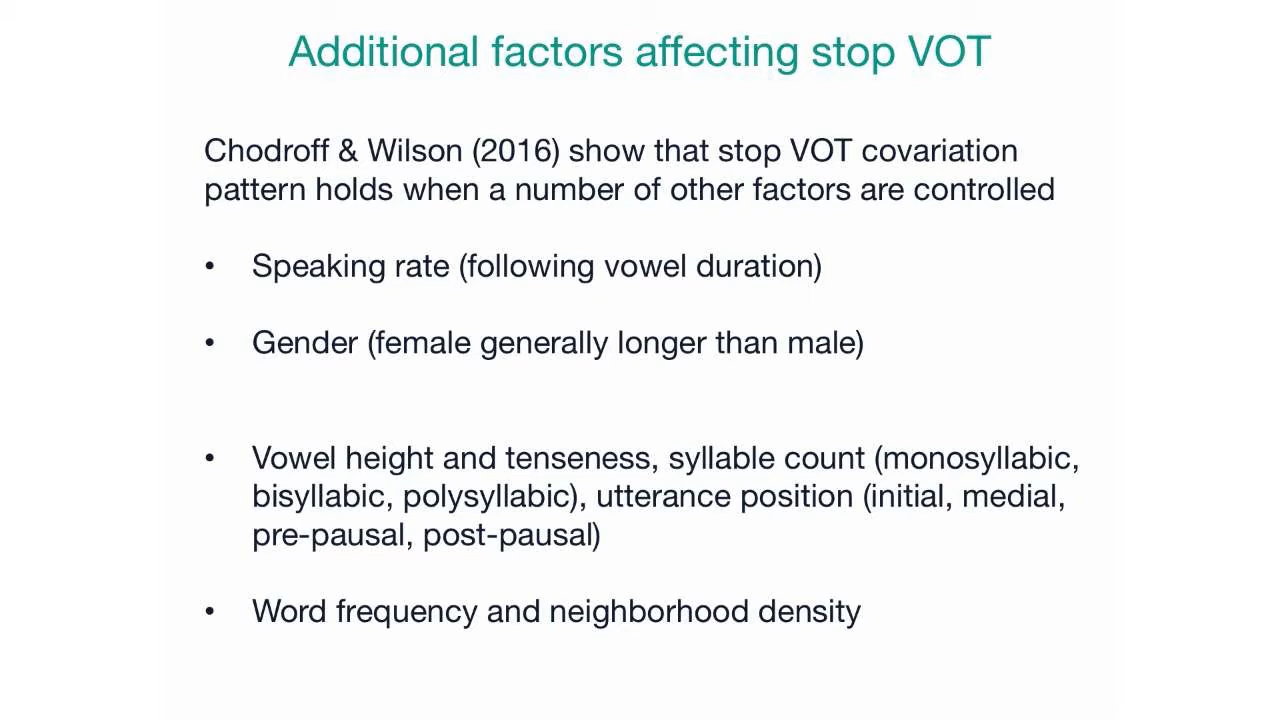 Additional factors affecting stop VOT
Chodroff & Wilson (2016) show that stop VOT covariation
pattern holds when a number of other factors are controlled
• Speaking rate (following vowel duration)
• Gender (female generally longer than male)
• Vowel height and tenseness, syllable count (monosyllabic,
bisyllabic, polysyllabic), utterance position (initial, medial,
pre-pausal, post-pausal)
• Word frequency and neighborhood density